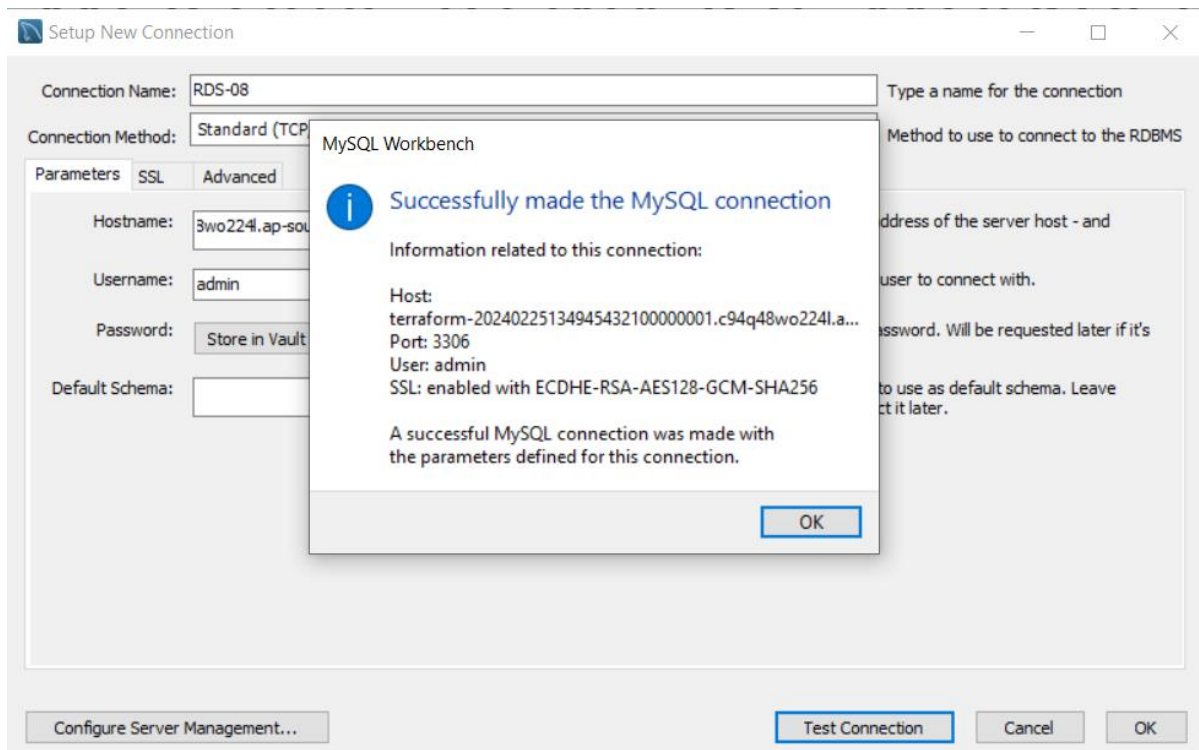 Setup New Connection
Connection Name: RDS-08 Type a name for the connection
Connection Method: Standard (TCP Method to use to connect to the RDBMS
Parameters SSL Advanced
Hostname: 3wo224l.ap-sou ddress of the server host - and
Username: admin user to connect with.
Password: Store in Vault assword. Will be requested later if it's
Default Schema: to use as default schema. Leave
ct it later.
MySQL Workbench
Successfully made the MySQL connection
Information related to this connection:
Host:
terraform-20240225134945432100000001.c94q48wo224l.a...
Port: 3306
User: admin
SSL: enabled with ECDHE-RSA-AES128-GCM-SHA256
A successful MySQL connection was made with
the parameters defined for this connection.
OK
Configure Server Management... Test Connection Cancel OK